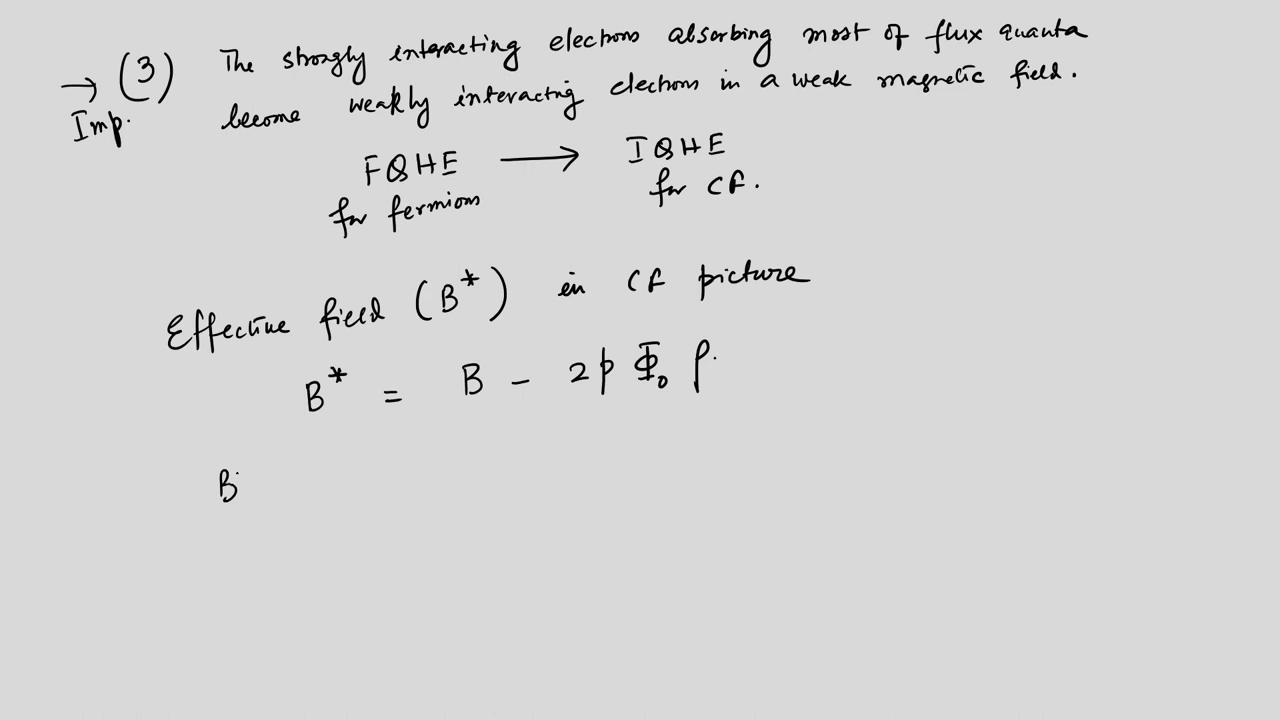 → (3) The strongly interacting electrons absorbing most of flux quanta
Imp. become weakly interacting electrons in a weak magnetic field.
FQHE → IQHE
for fermions for CF.
Effective field (B*) in CF picture
B* = B - 2p Φ₀ ρ.
B